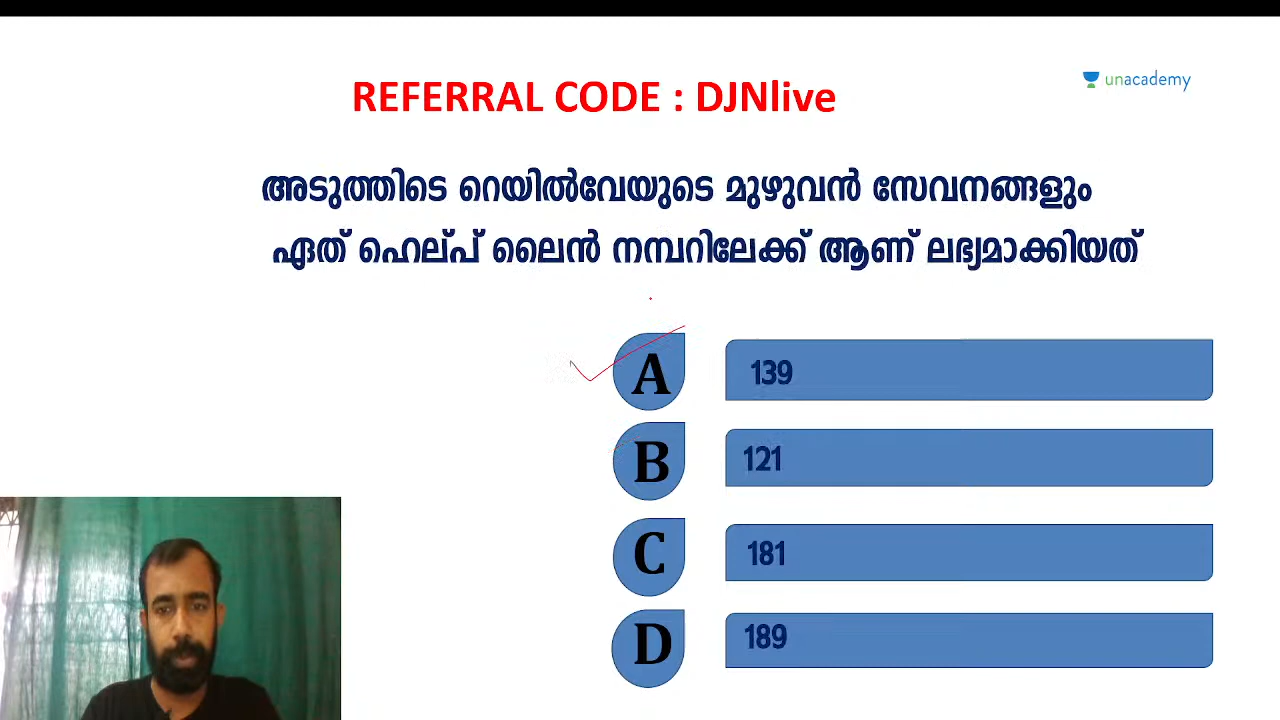 REFERRAL CODE : DJNlive
unacademy
അടുത്തിടെ റെയിൽവേയുടെ മുഴുവൻ സേവനങ്ങളും
ഏത് ഹെല്പ് ലൈൻ നമ്പറിലേക്ക് ആണ് ലഭ്യമാക്കിയത്
A 139
B 121
C 181
D 189